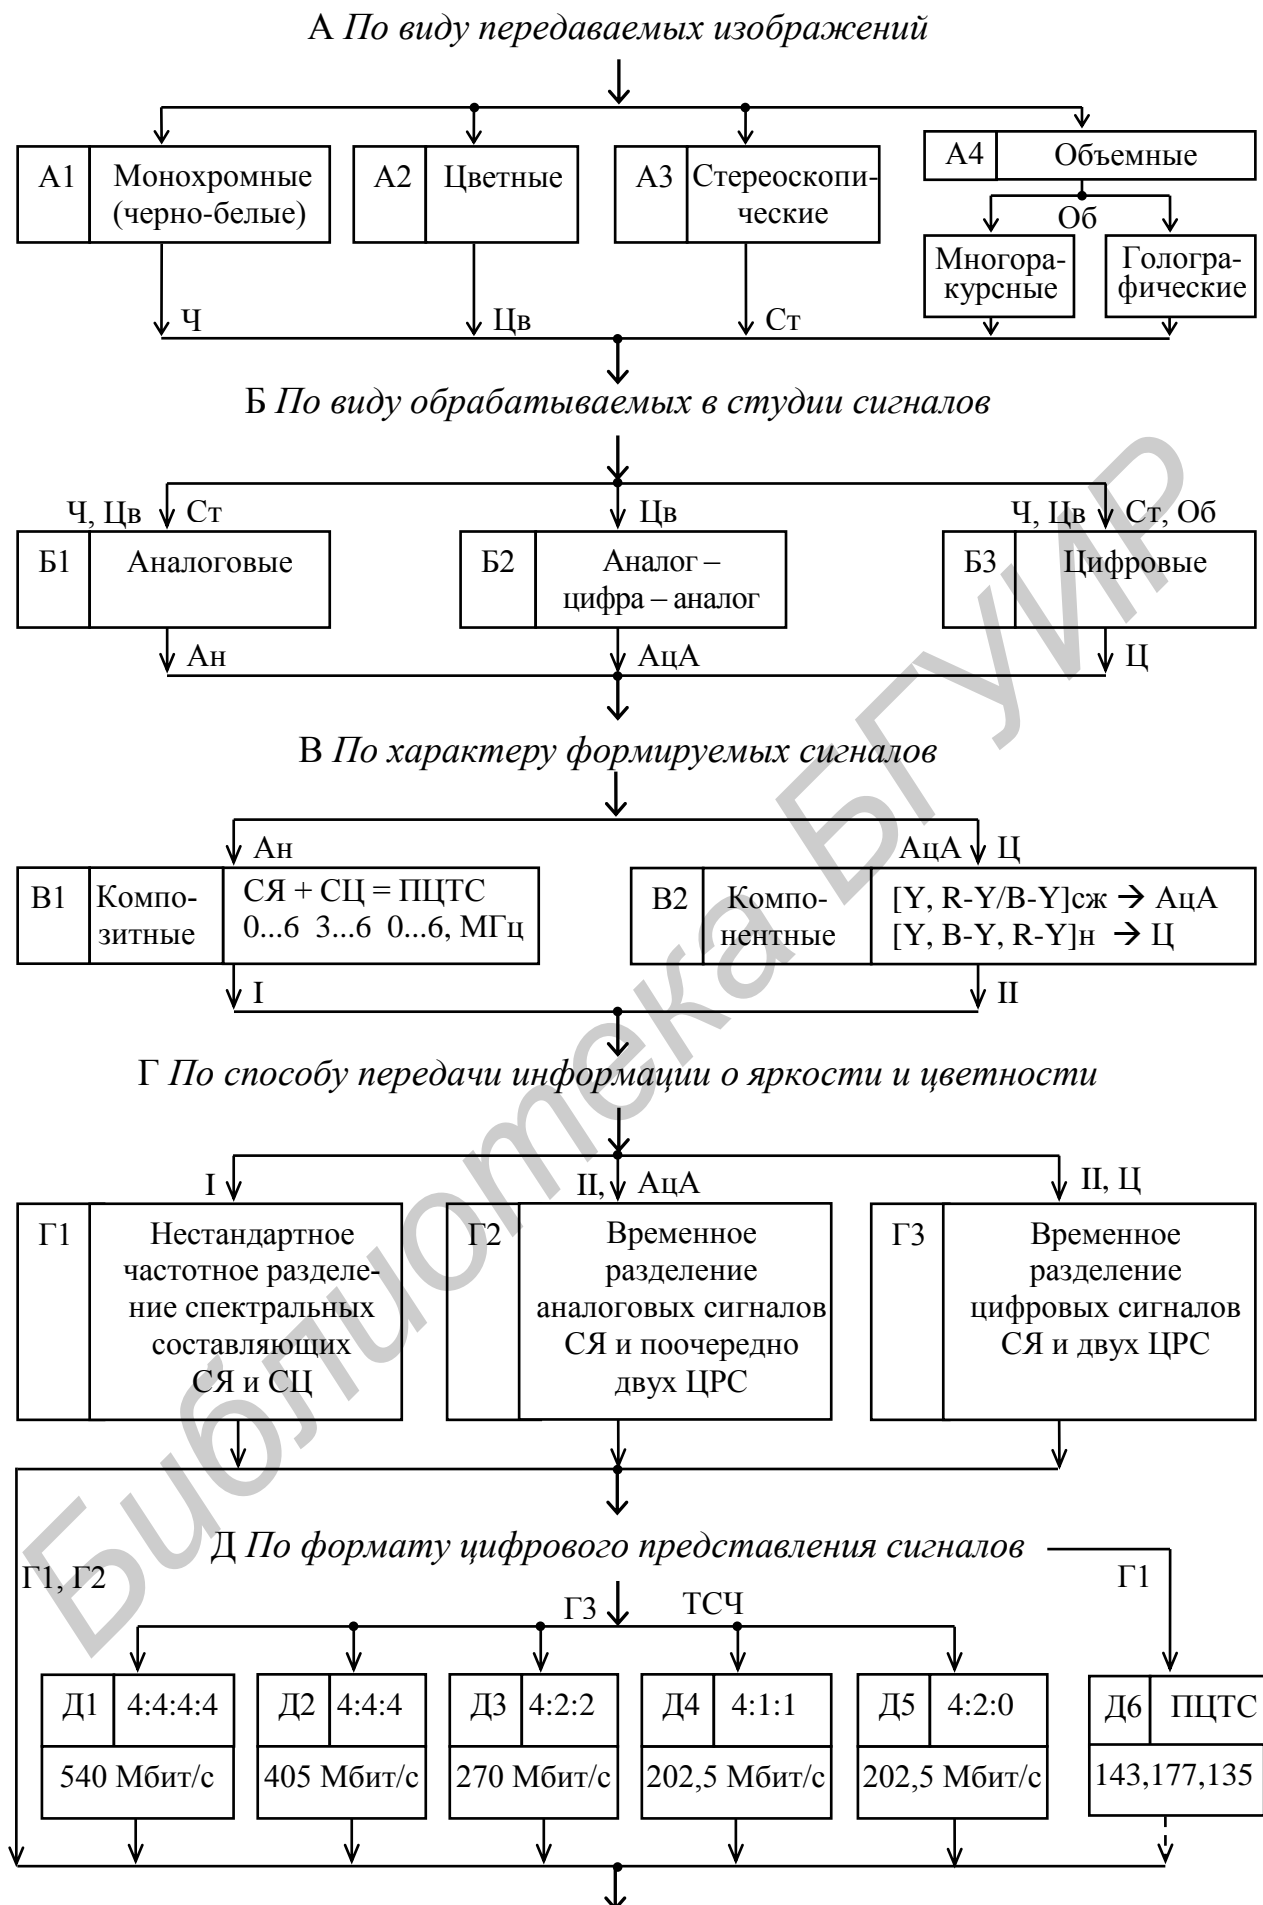 А По виду передаваемых изображений
А1 Монохромные (черно-белые)
А2 Цветные
А3 Стереоскопи-
ческие
А4 Объемные
Об
Многора-
курсные
Гологра-
фические
Ч
Цв
Ст
Б По виду обрабатываемых в студии сигналов
Ч, Цв Ст
Цв
Ч, Цв Ст, Об
Б1 Аналоговые
Б2 Аналог –
цифра – аналог
Б3 Цифровые
Ан
АцА
Ц
В По характеру формируемых сигналов
Ан
АцА Ц
В1 Компо-
зитные
СЯ + СЦ = ПЦТС
0...6 3...6 0...6, МГц
В2 Компо-
нентные
[Y, R-Y/B-Y]сж → АцА
[Y, B-Y, R-Y]н → Ц
I
II
Г По способу передачи информации о яркости и цветности
I
II, АцА
II, Ц
Г1 Нестандартное
частотное разделе-
ние спектральных
составляющих
СЯ и СЦ
Г2 Временное
разделение
аналоговых сигналов
СЯ и поочередно
двух ЦРС
Г3 Временное
разделение
цифровых сигналов
СЯ и двух ЦРС
Д По формату цифрового представления сигналов
Г1, Г2
Г1
Г3 ТСЧ
Д1 4:4:4:4
540 Мбит/с
Д2 4:4:4
405 Мбит/с
Д3 4:2:2
270 Мбит/с
Д4 4:1:1
202,5 Мбит/с
Д5 4:2:0
202,5 Мбит/с
Д6 ПЦТС
143,177,135
Библиотека БГУИР